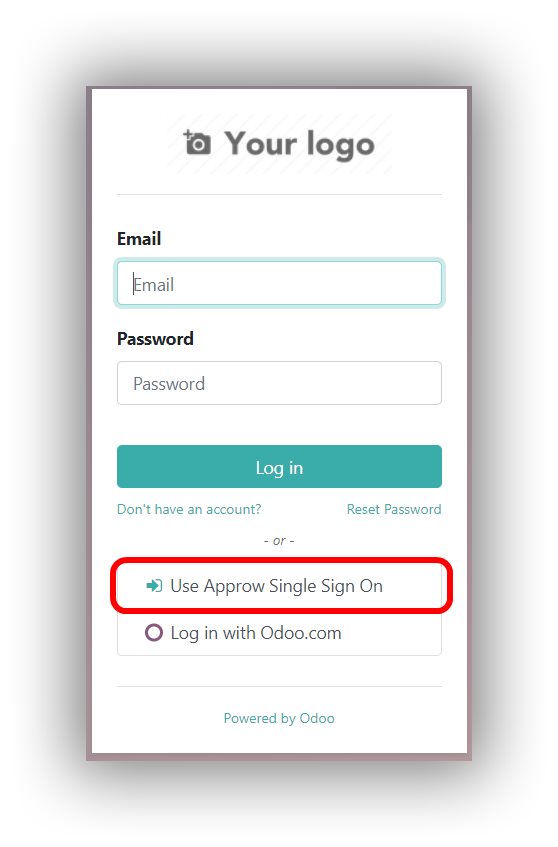 Your logo
Email
Email
Password
Password
Log in
Don't have an account? Reset Password
- or -
Use Approw Single Sign On
Log in with Odoo.com
Powered by Odoo